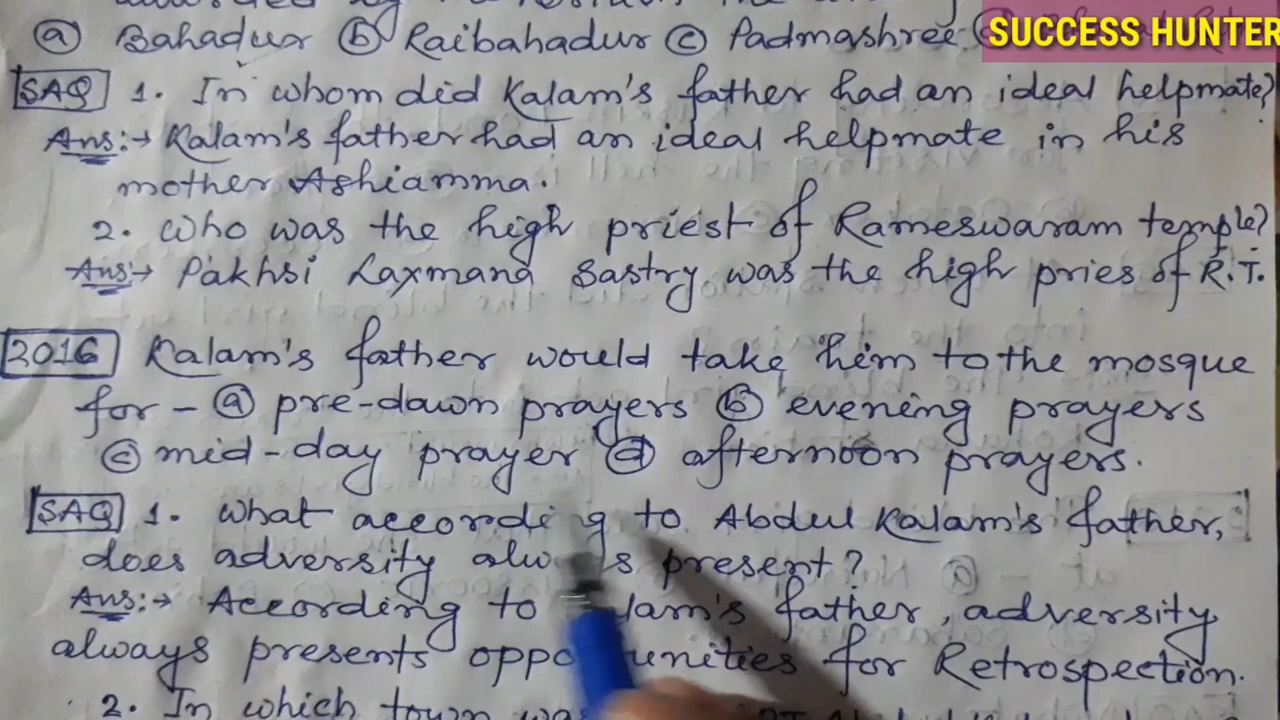 SUCCESS HUNTER
ⓐ Bahadur ⓑ Raibahadur ⓒ Padmashree
SAQ 1. In whom did Kalam's father had an ideal helpmate?
Ans:→ Kalam's father had an ideal helpmate in his
mother Ashiamma.
2. Who was the high priest of Rameswaram temple?
Ans:→ Pakhsi Laxmana Sastry was the high pries of R.T.
2016 Kalam's father would take him to the mosque
for - ⓐ pre-dawn prayers ⓑ evening prayers
ⓒ mid-day prayer ⓓ afternoon prayers.
SAQ 1. What according to Abdul Kalam's father,
does adversity always present?
Ans:→ According to Kalam's father, adversity
always presents opportunities for Retrospection.
2. In which town was